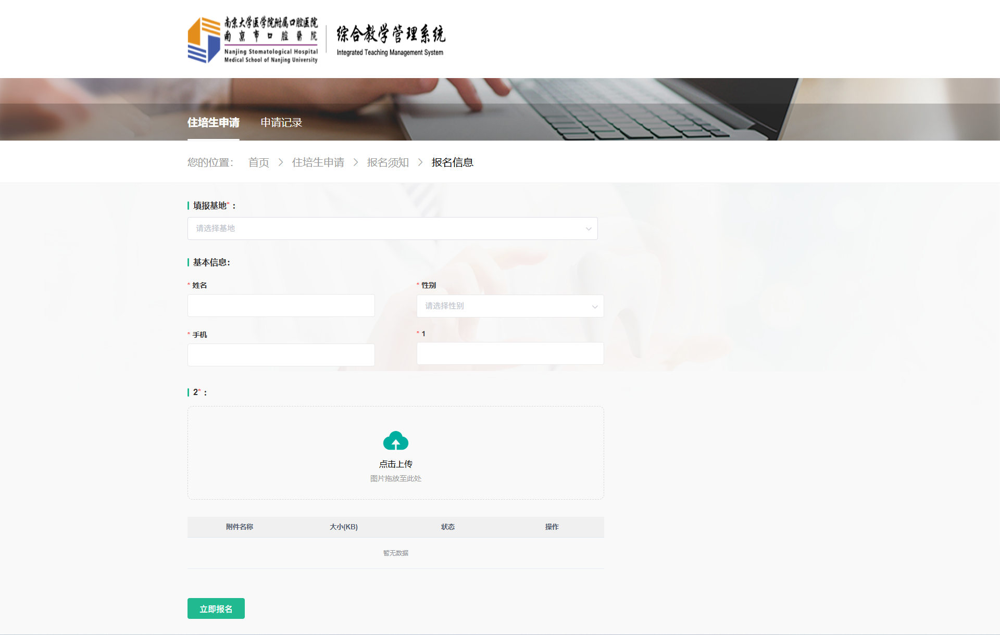 南京大学医学院附属口腔医院
南京市口腔醫院
Nanjing Stomatological Hospital
Medical School of Nanjing University
综合教学管理系统
Integrated Teaching Management System
住培生申请 申请记录
您的位置： 首页 > 住培生申请 > 报名须知 > 报名信息
填报基地*：
请选择基地
基本信息：
* 姓名 * 性别
请选择性别
* 手机 * 1
2*：
点击上传
图片拖放至此处
附件名称 大小(KB) 状态 操作
暂无数据
立即报名